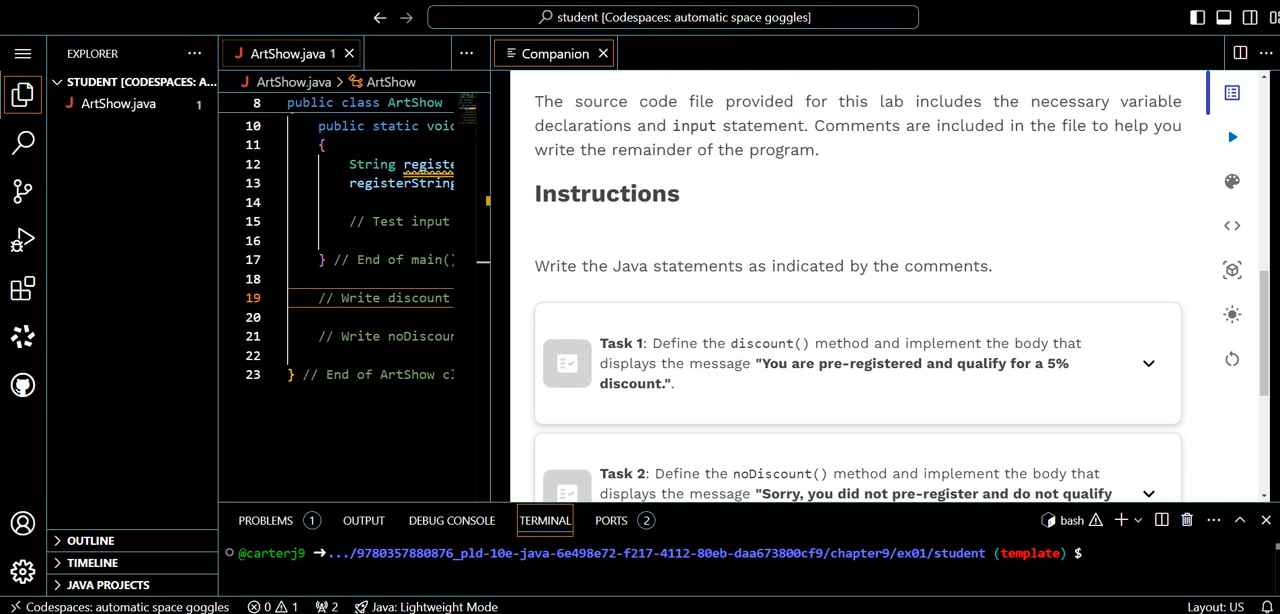 student [Codespaces: automatic space goggles]
EXPLORER
STUDENT [CODESPACES: A...
J ArtShow.java 1
OUTLINE
TIMELINE
JAVA PROJECTS
J ArtShow.java 1
J ArtShow.java > ArtShow
8 public class ArtShow
10 public static voic
11 {
12 String registe
13 registerString
14
15 // Test input
16
17 } // End of main()
18
19 // Write discount
20
21 // Write noDiscour
22
23 } // End of ArtShow cl
Companion
The source code file provided for this lab includes the necessary variable
declarations and input statement. Comments are included in the file to help you
write the remainder of the program.
Instructions
Write the Java statements as indicated by the comments.
Task 1: Define the discount() method and implement the body that
displays the message "You are pre-registered and qualify for a 5%
discount.".
Task 2: Define the noDiscount() method and implement the body that
displays the message "Sorry, you did not pre-register and do not qualify
PROBLEMS 1 OUTPUT DEBUG CONSOLE TERMINAL PORTS 2
bash
@carterj9 ➜.../9780357880876_pld-10e-java-6e498e72-f217-4112-80eb-daa673800cf9/chapter9/ex01/student (template) $
Codespaces: automatic space goggles 0 1 2 Java: Lightweight Mode Layout: US